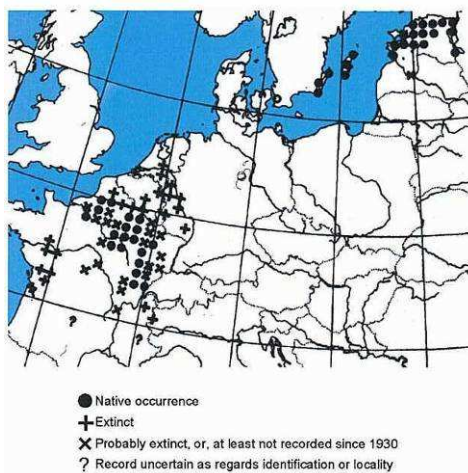 ● Native occurrence
+ Extinct
× Probably extinct, or, at least not recorded since 1930
? Record uncertain as regards identification or locality